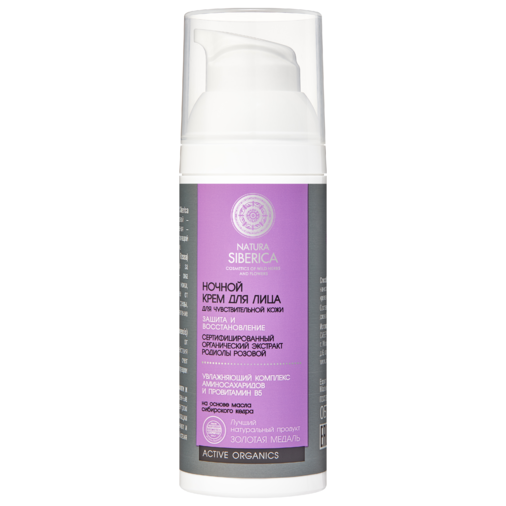 NATURA
SIBERICA
НОЧНОЙ
КРЕМ ДЛЯ ЛИЦА
ДЛЯ ЧУВСТВИТЕЛЬНОЙ КОЖИ
ЗАЩИТА И
ВОССТАНОВЛЕНИЕ
СЕРТИФИЦИРОВАННЫЙ
ОРГАНИЧЕСКИЙ ЭКСТРАКТ
РОДИОЛЫ РОЗОВОЙ
УВЛАЖНЯЮЩИЙ КОМПЛЕКС
АМИНОСАХАРИДОВ
И ПРОВИТАМИН B5
на основе масла
сибирского кедра
Лучший
натуральный продукт
ЗОЛОТАЯ МЕДАЛЬ
ACTIVE ORGANICS